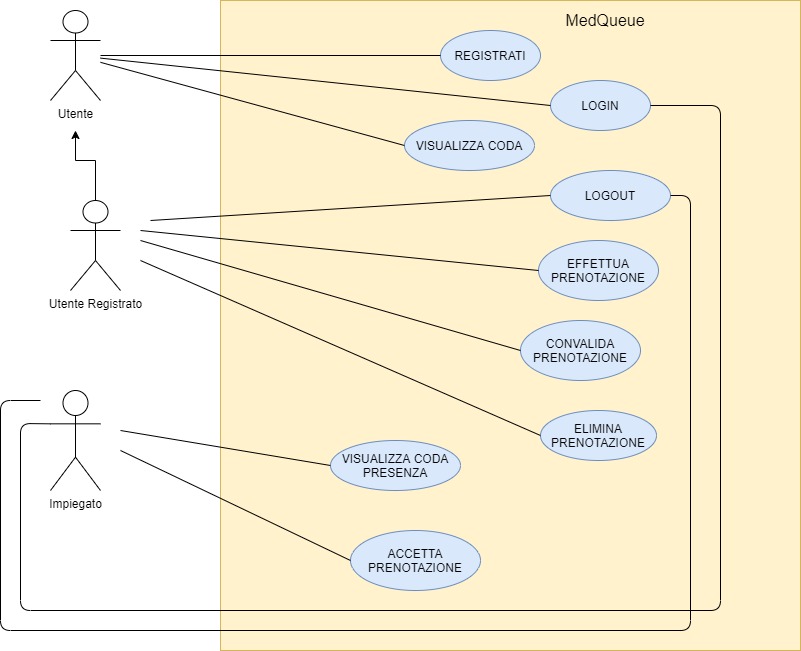 MedQueue
REGISTRATI
LOGIN
Utente
VISUALIZZA CODA
LOGOUT
EFFETTUA
PRENOTAZIONE
Utente Registrato
CONVALIDA
PRENOTAZIONE
ELIMINA
PRENOTAZIONE
VISUALIZZA CODA
PRESENZA
Impiegato
ACCETTA
PRENOTAZIONE